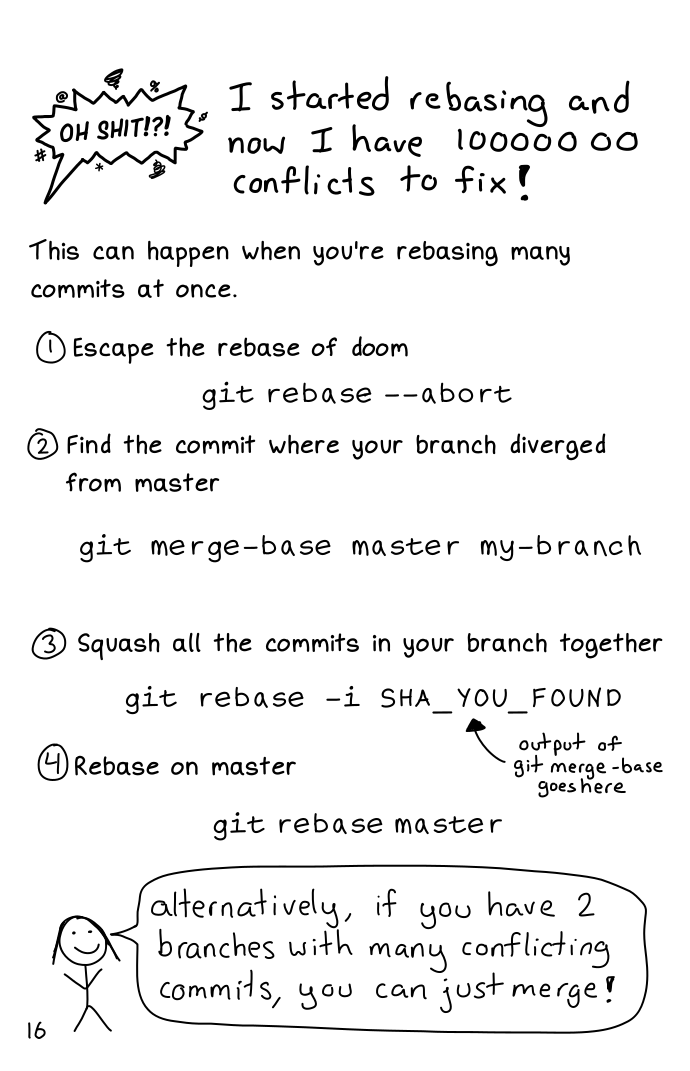 OH SHIT!?!
I started rebasing and
now I have 10000000
conflicts to fix!
This can happen when you're rebasing many
commits at once.
① Escape the rebase of doom
git rebase --abort
② Find the commit where your branch diverged
from master
git merge-base master my-branch
③ Squash all the commits in your branch together
git rebase -i SHA_YOU_FOUND
output of
git merge-base
goes here
④ Rebase on master
git rebase master
alternatively, if you have 2
branches with many conflicting
commits, you can just merge!
16